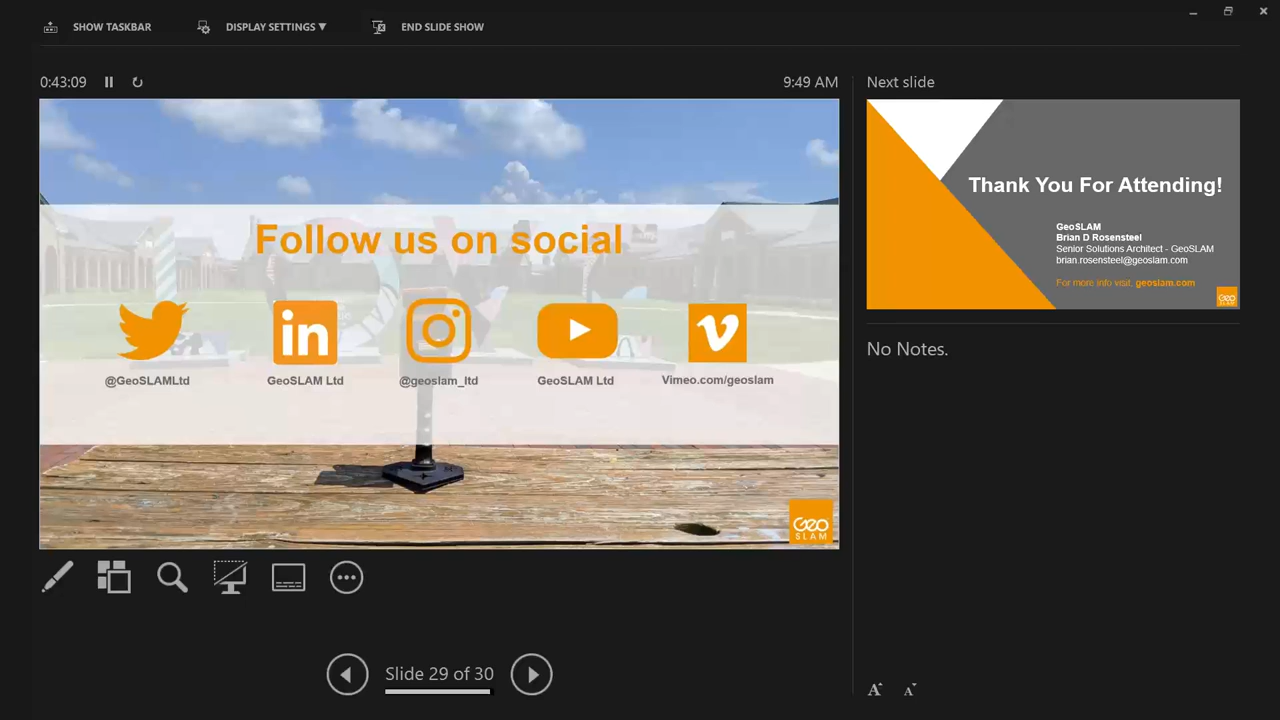 SHOW TASKBAR
DISPLAY SETTINGS ▼
END SLIDE SHOW
0:43:09
9:49 AM
Follow us on social
in
@GeoSLAMLtd
GeoSLAM Ltd
@geoslam_ltd
GeoSLAM Ltd
Vimeo.com/geoslam
Geo
SLAM
Slide 29 of 30
Next slide
Thank You For Attending!
GeoSLAM
Brian D Rosensteel
Senior Solutions Architect - GeoSLAM
brian.rosensteel@geoslam.com
For more info visit, geoslam.com
Geo
SLAM
No Notes.
A A